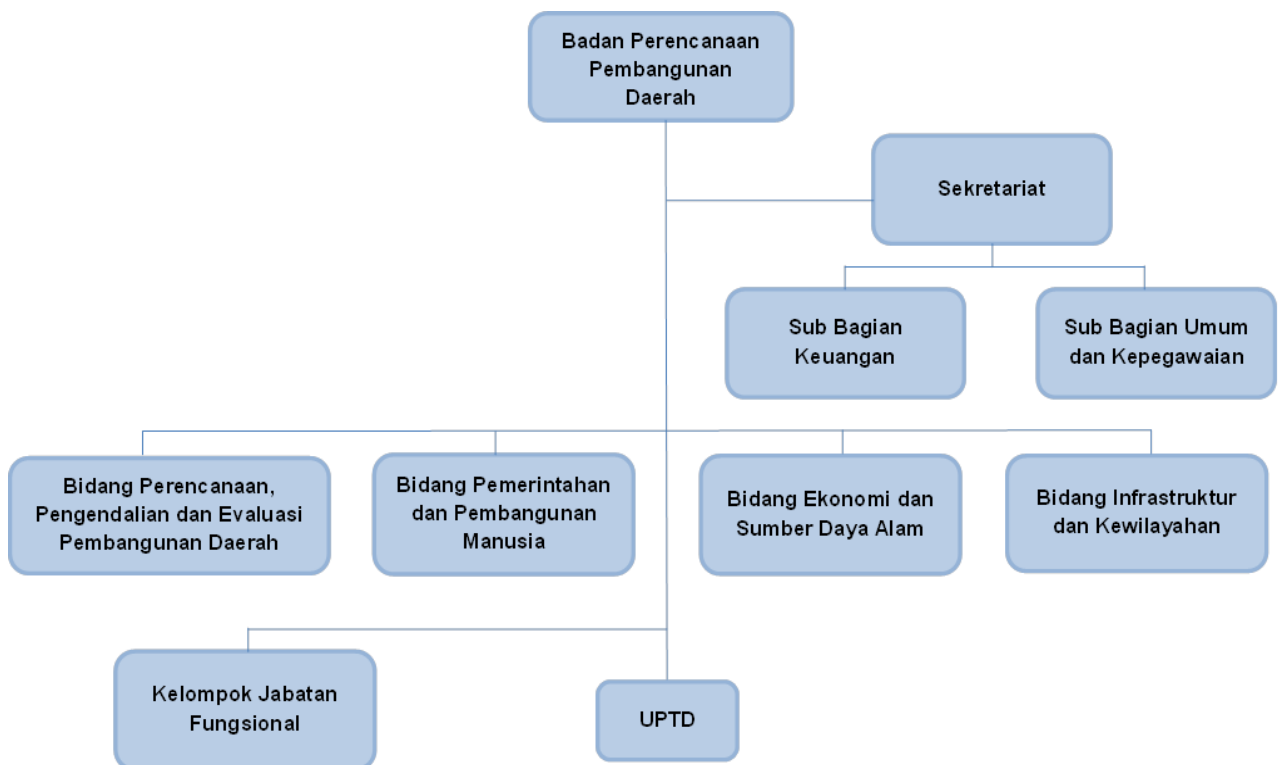 Badan Perencanaan
Pembangunan
Daerah
Sekretariat
Sub Bagian
Keuangan
Sub Bagian Umum
dan Kepegawaian
Bidang Perencanaan,
Pengendalian dan Evaluasi
Pembangunan Daerah
Bidang Pemerintahan
dan Pembangunan
Manusia
Bidang Ekonomi dan
Sumber Daya Alam
Bidang Infrastruktur
dan Kewilayahan
Kelompok Jabatan
Fungsional
UPTD